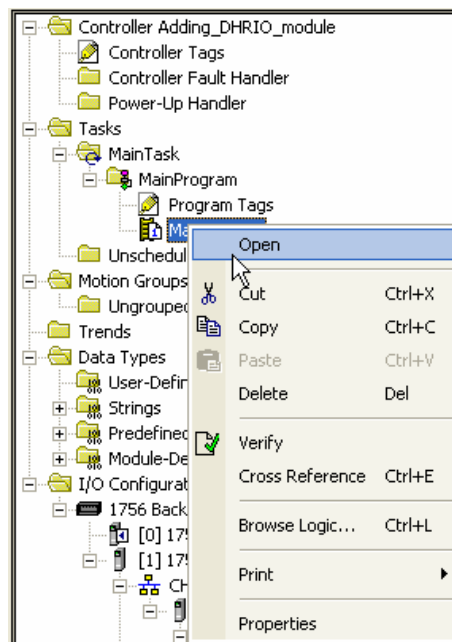 Controller Adding_DHRIO_module
Controller Tags
Controller Fault Handler
Power-Up Handler
Tasks
MainTask
MainProgram
Program Tags
Unschedul
Motion Groups
Ungrouped
Trends
Data Types
User-Defin
Strings
Predefined
Module-De
I/O Configurat
1756 Back
[0] 175
[1] 175
CH
Open
Cut Ctrl+X
Copy Ctrl+C
Paste Ctrl+V
Delete Del
Verify
Cross Reference Ctrl+E
Browse Logic... Ctrl+L
Print
Properties